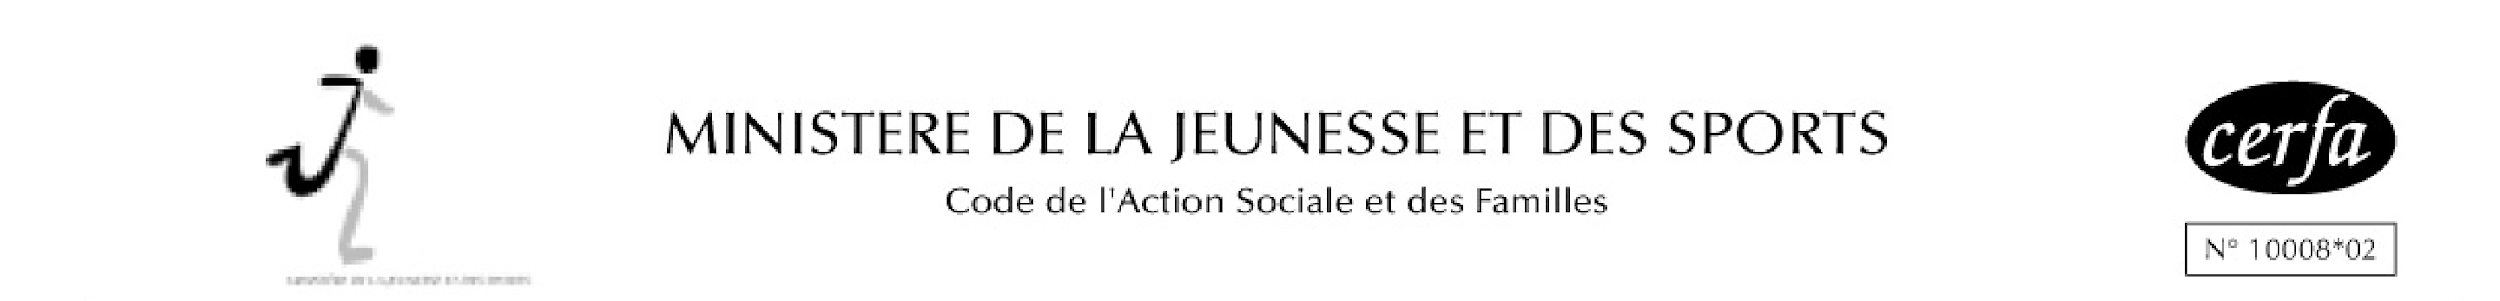 MINISTERE DE LA JEUNESSE ET DES SPORTS
Code de l'Action Sociale et des Familles
cerfa
N° 10008*02